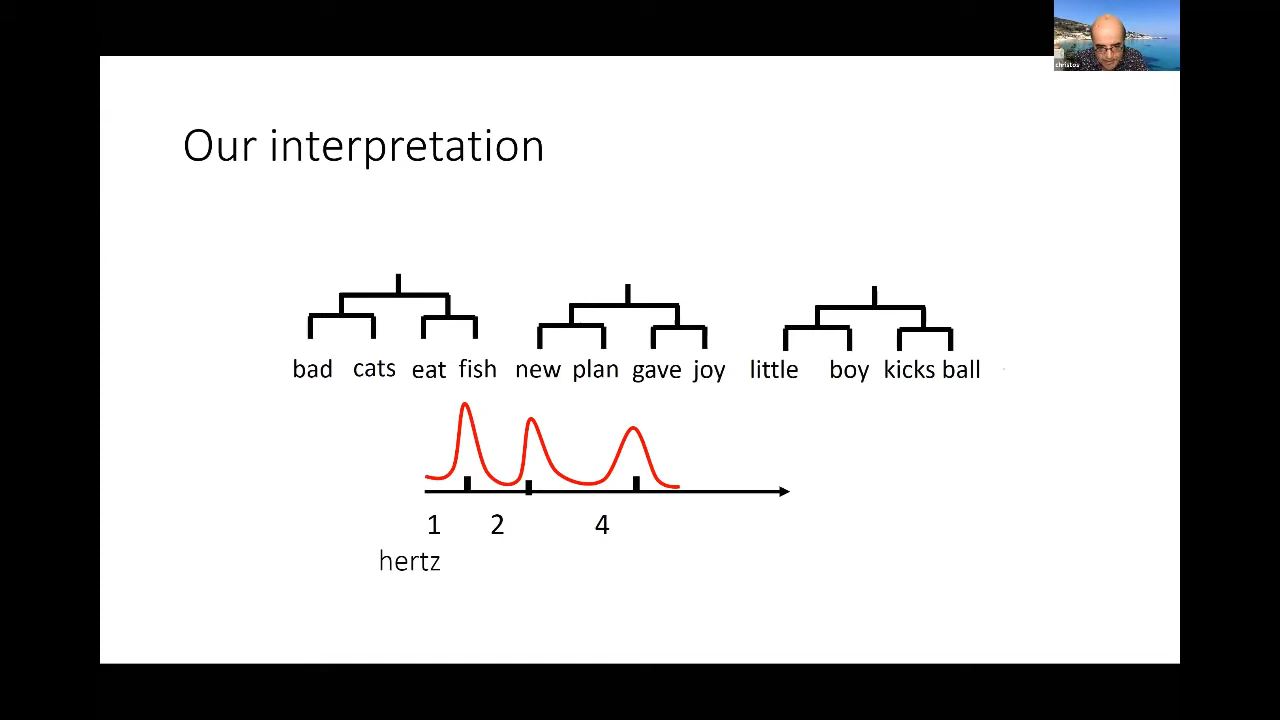 christos
Our interpretation
bad cats eat fish new plan gave joy little boy kicks ball
1 2 4
hertz